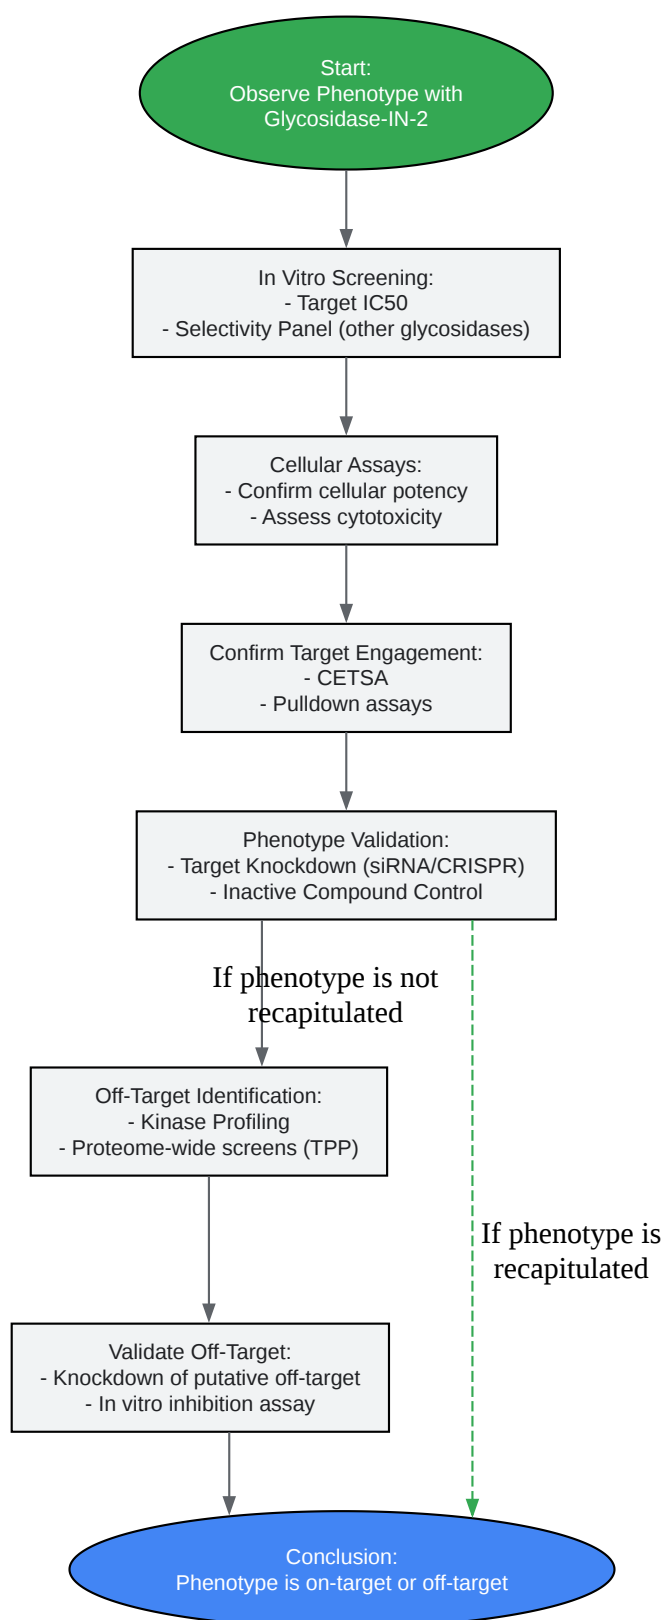 Start:
Observe Phenotype with
Glycosidase-IN-2
In Vitro Screening:
- Target IC50
- Selectivity Panel (other glycosidases)
Cellular Assays:
- Confirm cellular potency
- Assess cytotoxicity
Confirm Target Engagement:
- CETSA
- Pulldown assays
Phenotype Validation:
- Target Knockdown (siRNA/CRISPR)
- Inactive Compound Control
If phenotype is not
recapitulated
Off-Target Identification:
- Kinase Profiling
- Proteome-wide screens (TPP)
If phenotype is
recapitulated
Validate Off-Target:
- Knockdown of putative off-target
- In vitro inhibition assay
Conclusion:
Phenotype is on-target or off-target